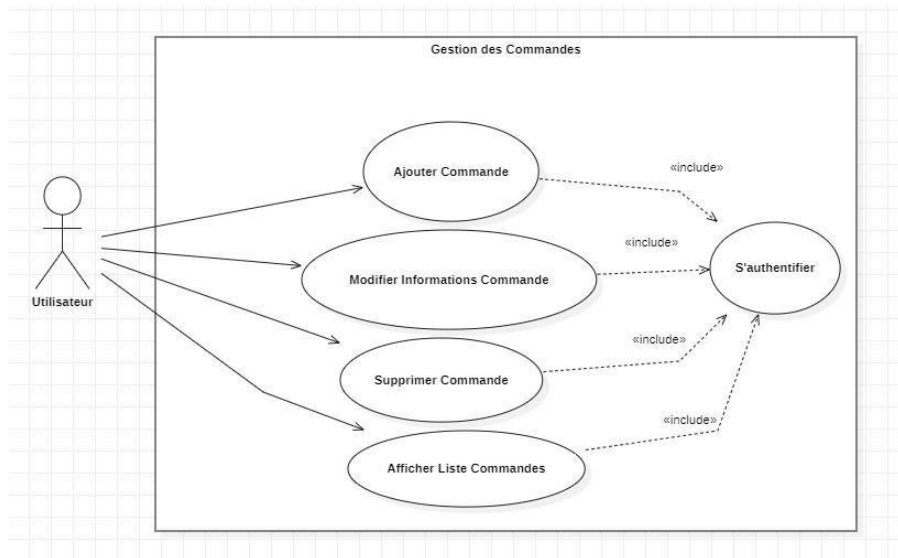 Gestion des Commandes
Ajouter Commande
«include»
Modifier Informations Commande
«include»
S'authentifier
Utilisateur
Supprimer Commande
«include»
Afficher Liste Commandes
«include»